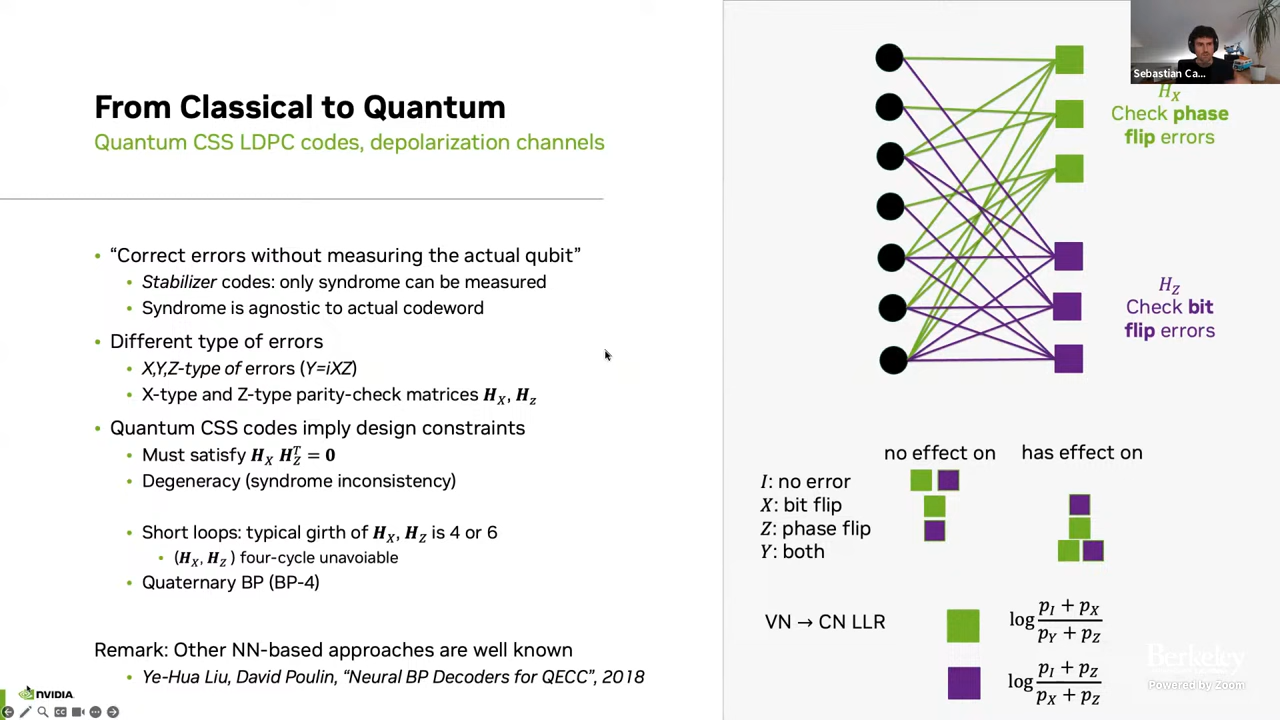 From Classical to Quantum
Quantum CSS LDPC codes, depolarization channels
• “Correct errors without measuring the actual qubit”
• Stabilizer codes: only syndrome can be measured
• Syndrome is agnostic to actual codeword
• Different type of errors
• X,Y,Z-type of errors (Y=iXZ)
• X-type and Z-type parity-check matrices H_X, H_z
• Quantum CSS codes imply design constraints
• Must satisfy H_X H_Z^T = 0
• Degeneracy (syndrome inconsistency)
• Short loops: typical girth of H_X, H_Z is 4 or 6
• (H_X, H_Z ) four-cycle unavoiable
• Quaternary BP (BP-4)
Remark: Other NN-based approaches are well known
Ye-Hua Liu, David Poulin, “Neural BP Decoders for QECC”, 2018
NVIDIA
Sebastian Ca...
H_X
Check phase
flip errors
H_Z
Check bit
flip errors
no effect on has effect on
I: no error
X: bit flip
Z: phase flip
Y: both
VN → CN LLR
log (p_I + p_X)/(p_Y + p_Z)
log (p_I + p_Z)/(p_X + p_Z)
Berkeley
Powered by Zoom